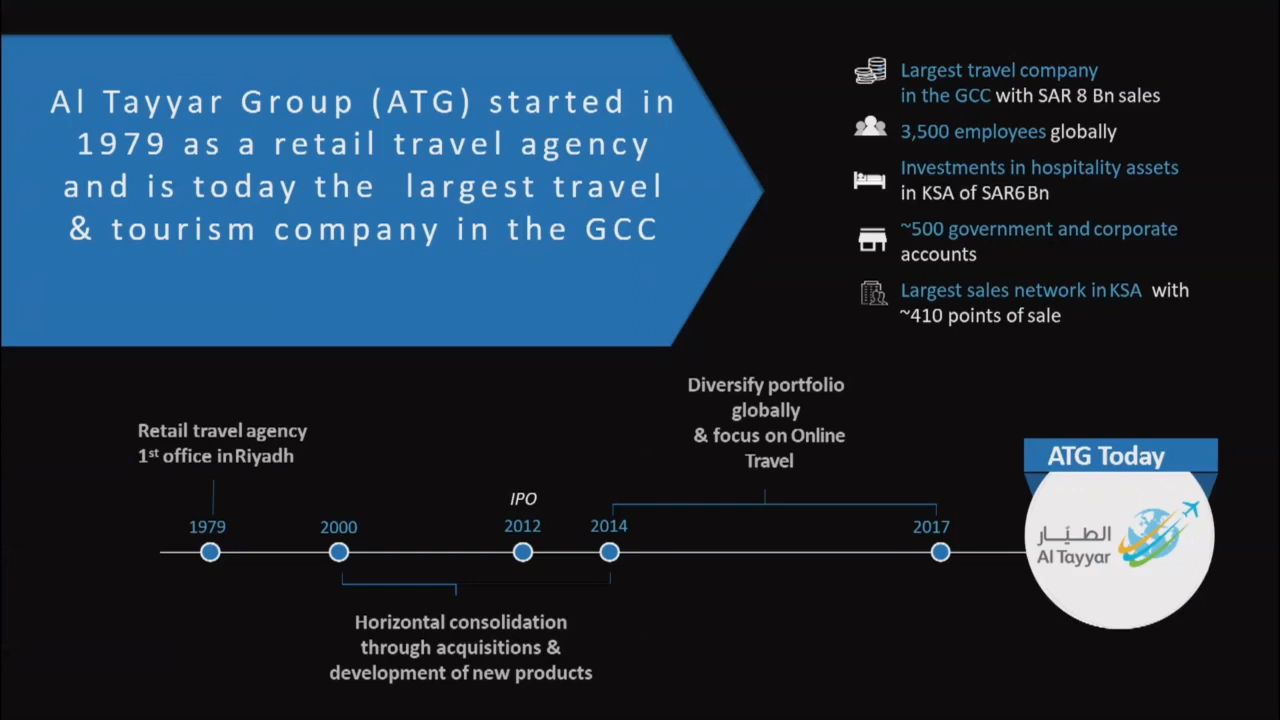 Al Tayyar Group (ATG) started in
1979 as a retail travel agency
and is today the largest travel
& tourism company in the GCC
Largest travel company
in the GCC with SAR 8 Bn sales
3,500 employees globally
Investments in hospitality assets
in KSA of SAR6Bn
~500 government and corporate
accounts
Largest sales network in KSA with
~410 points of sale
Diversify portfolio
globally
& focus on Online
Travel
Retail travel agency
1st office in Riyadh
ATG Today
IPO
1979
2000
2012
2014
2017
الطيّار
Al Tayyar
Horizontal consolidation
through acquisitions &
development of new products